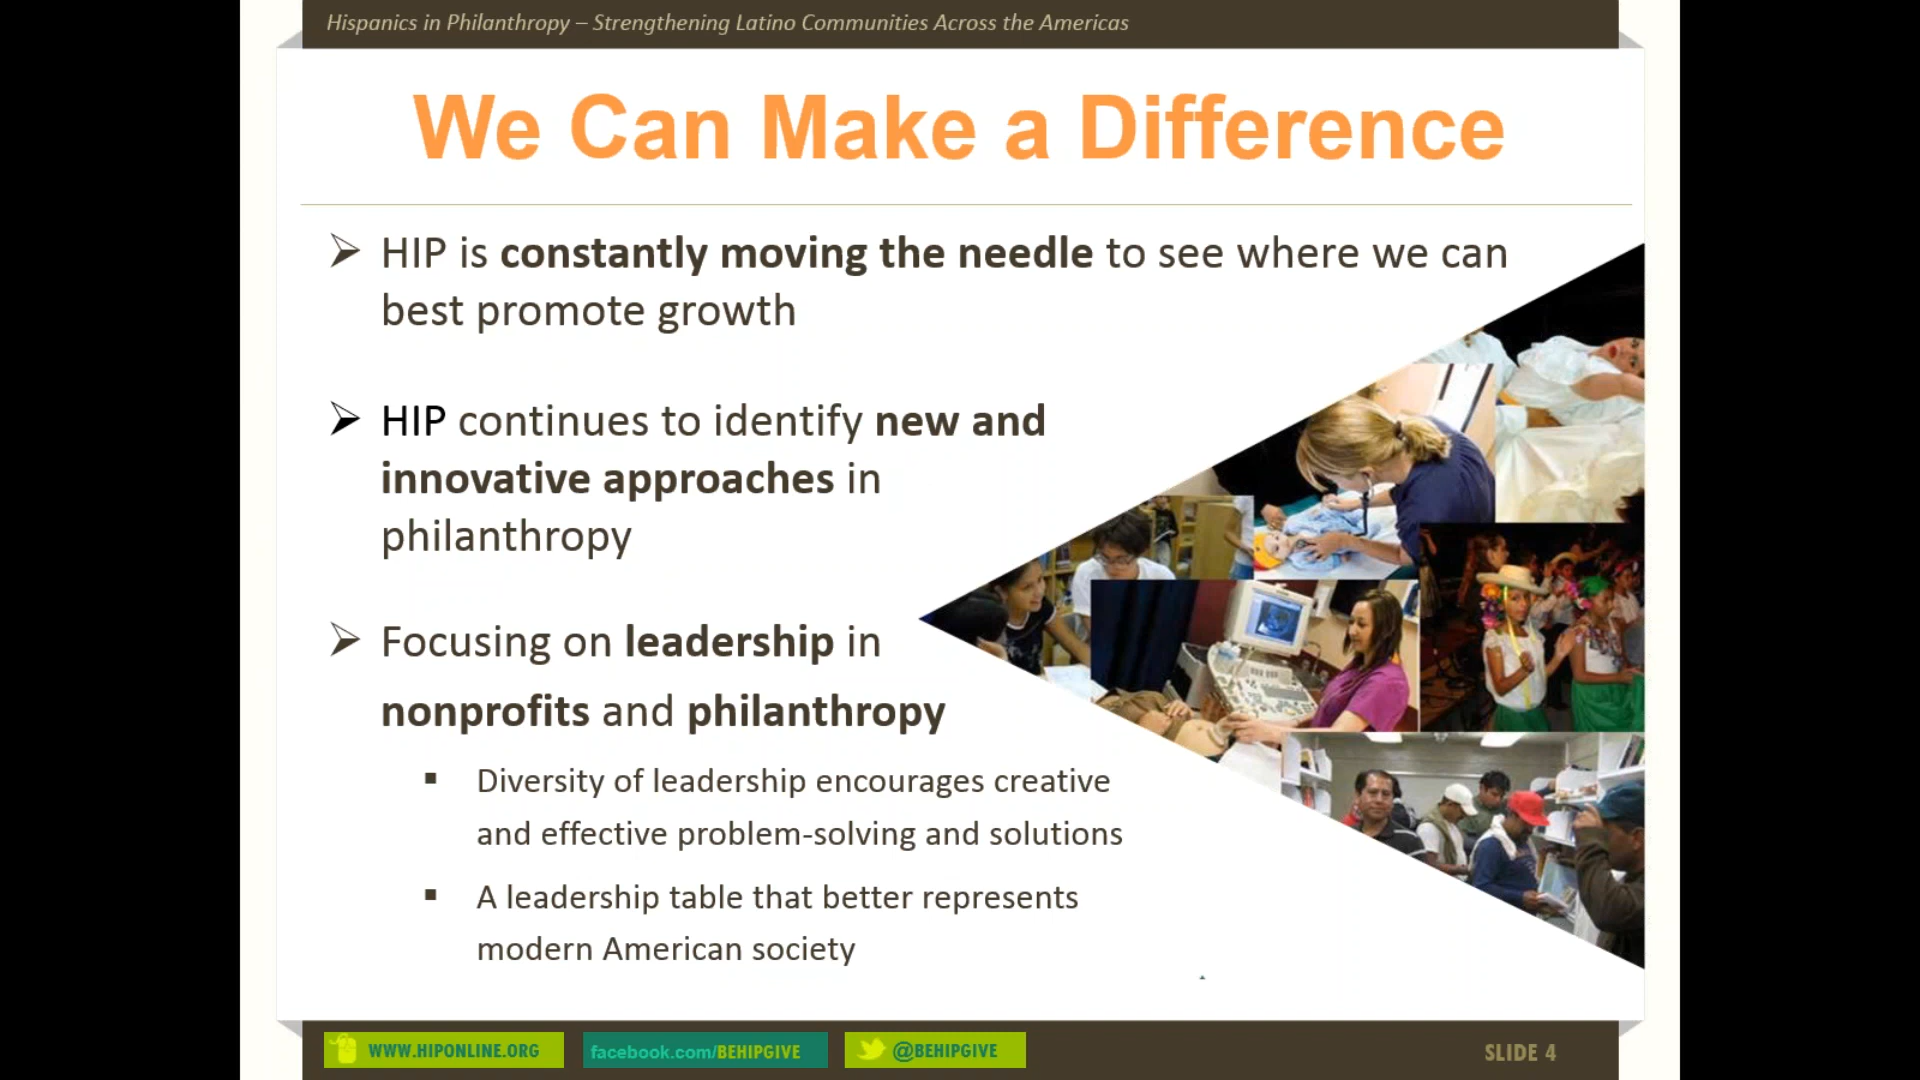 Hispanics in Philanthropy – Strengthening Latino Communities Across the Americas
We Can Make a Difference
HIP is constantly moving the needle to see where we can
best promote growth
HIP continues to identify new and
innovative approaches in
philanthropy
Focusing on leadership in
nonprofits and philanthropy
Diversity of leadership encourages creative
and effective problem-solving and solutions
A leadership table that better represents
modern American society
WWW.HIPONLINE.ORG
facebook.com/BEHIPGIVE
@BEHIPGIVE
SLIDE 4